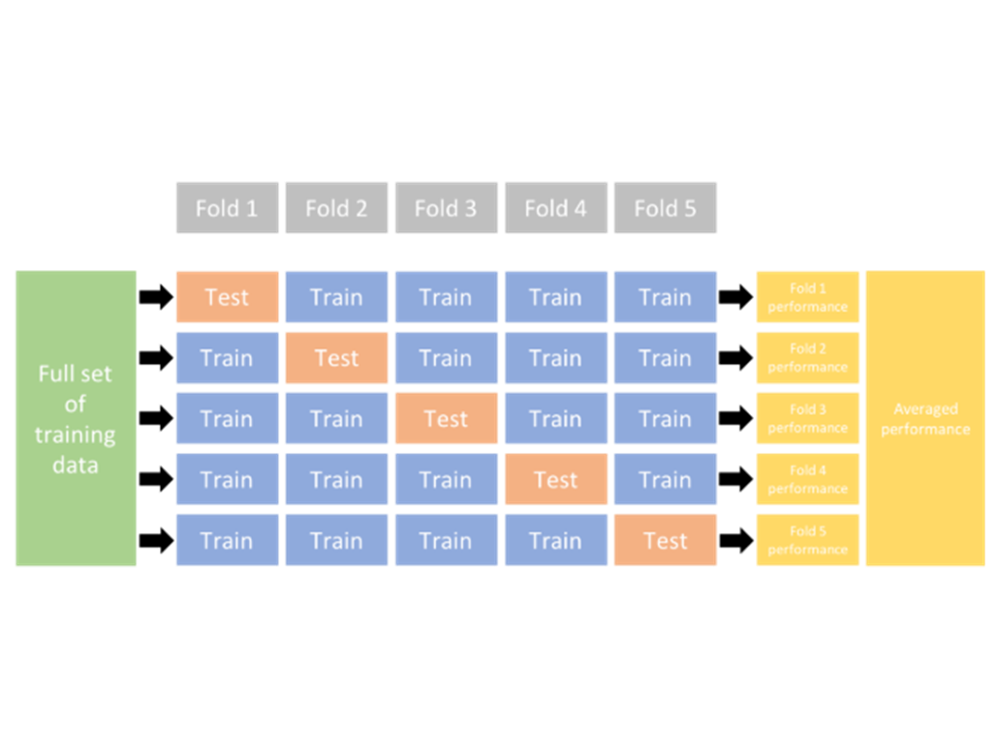 Fold 1 Fold 2 Fold 3 Fold 4 Fold 5
Full set
of
training
data
Test Train Train Train Train
Train Test Train Train Train
Train Train Test Train Train
Train Train Train Test Train
Train Train Train Train Test
Fold 1
performance
Fold 2
performance
Fold 3
performance
Fold 4
performance
Fold 5
performance
Averaged
performance